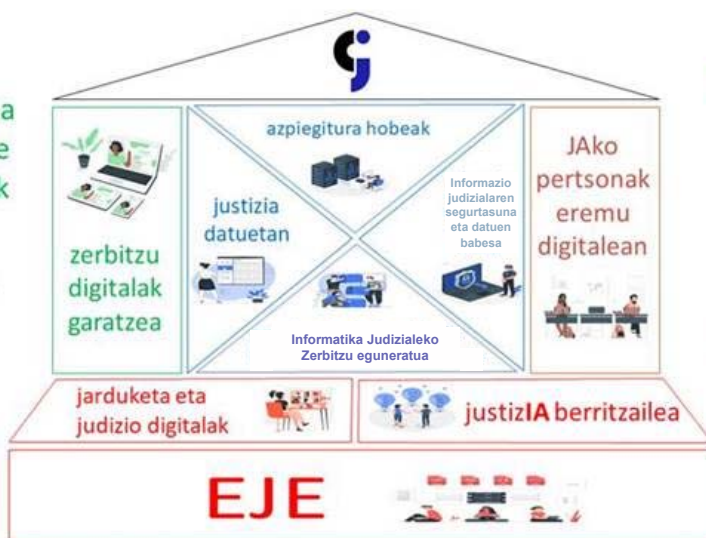 a
e
k
azpiegitura hobeak
justizia
datuetan
Informazio
judizialaren
segurtasuna
eta datuen
babesa
JAko
pertsonak
eremu
digitalean
zerbitzu
digitalak
garatzea
Informatika Judizialeko
Zerbitzu eguneratua
jarduketa eta
judizio digitalak
justizIA berritzailea
EJE